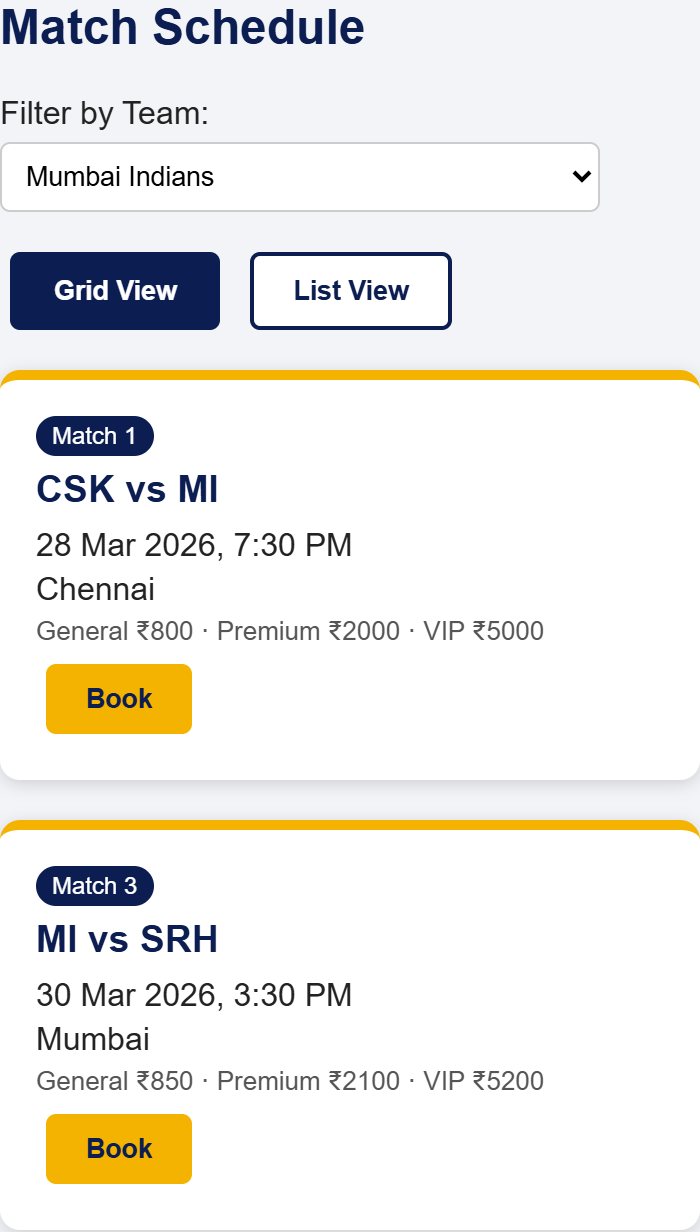 Match Schedule
Filter by Team:
Mumbai Indians
Grid View
List View
Match 1
CSK vs MI
28 Mar 2026, 7:30 PM
Chennai
General ₹800 · Premium ₹2000 · VIP ₹5000
Book
Match 3
MI vs SRH
30 Mar 2026, 3:30 PM
Mumbai
General ₹850 · Premium ₹2100 · VIP ₹5200
Book